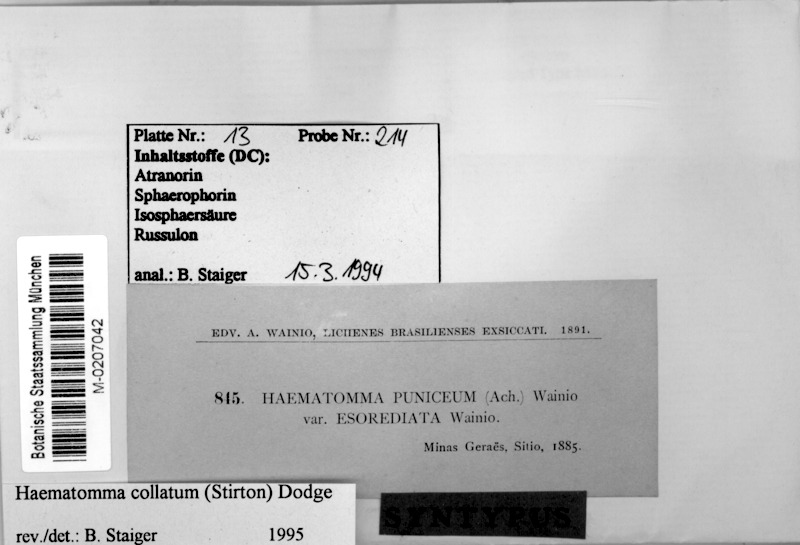 Platte Nr.: 13 Probe Nr.: 214
Inhaltsstoffe (DC):
Atranorin
Sphaerophorin
Isosphaersäure
Russulon
anal.: B. Staiger 15.3.1994
Botanische Staatssammlung München
M-0207042
EDV. A. WAINIO, LICHENES BRASILIENSES EXSICCATI. 1891.
845. HAEMATOMMA PUNICEUM (Ach.) Wainio
var. ESOREDIATA Wainio.
Minas Geraës, Sitio, 1885.
Haematomma collatum (Stirton) Dodge
rev./det.: B. Staiger 1995
SYNTYPUS